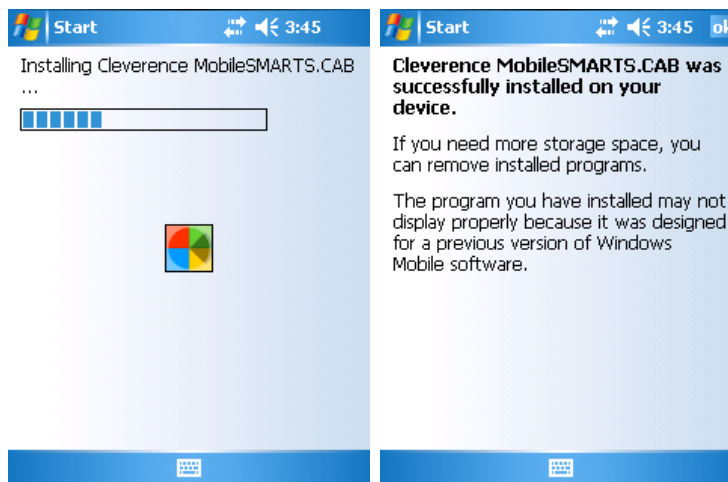 Start 3:45
Installing Cleverence MobileSMARTS.CAB
...
Start 3:45 ok
Cleverence MobileSMARTS.CAB was
successfully installed on your
device.
If you need more storage space, you
can remove installed programs.
The program you have installed may not
display properly because it was designed
for a previous version of Windows
Mobile software.